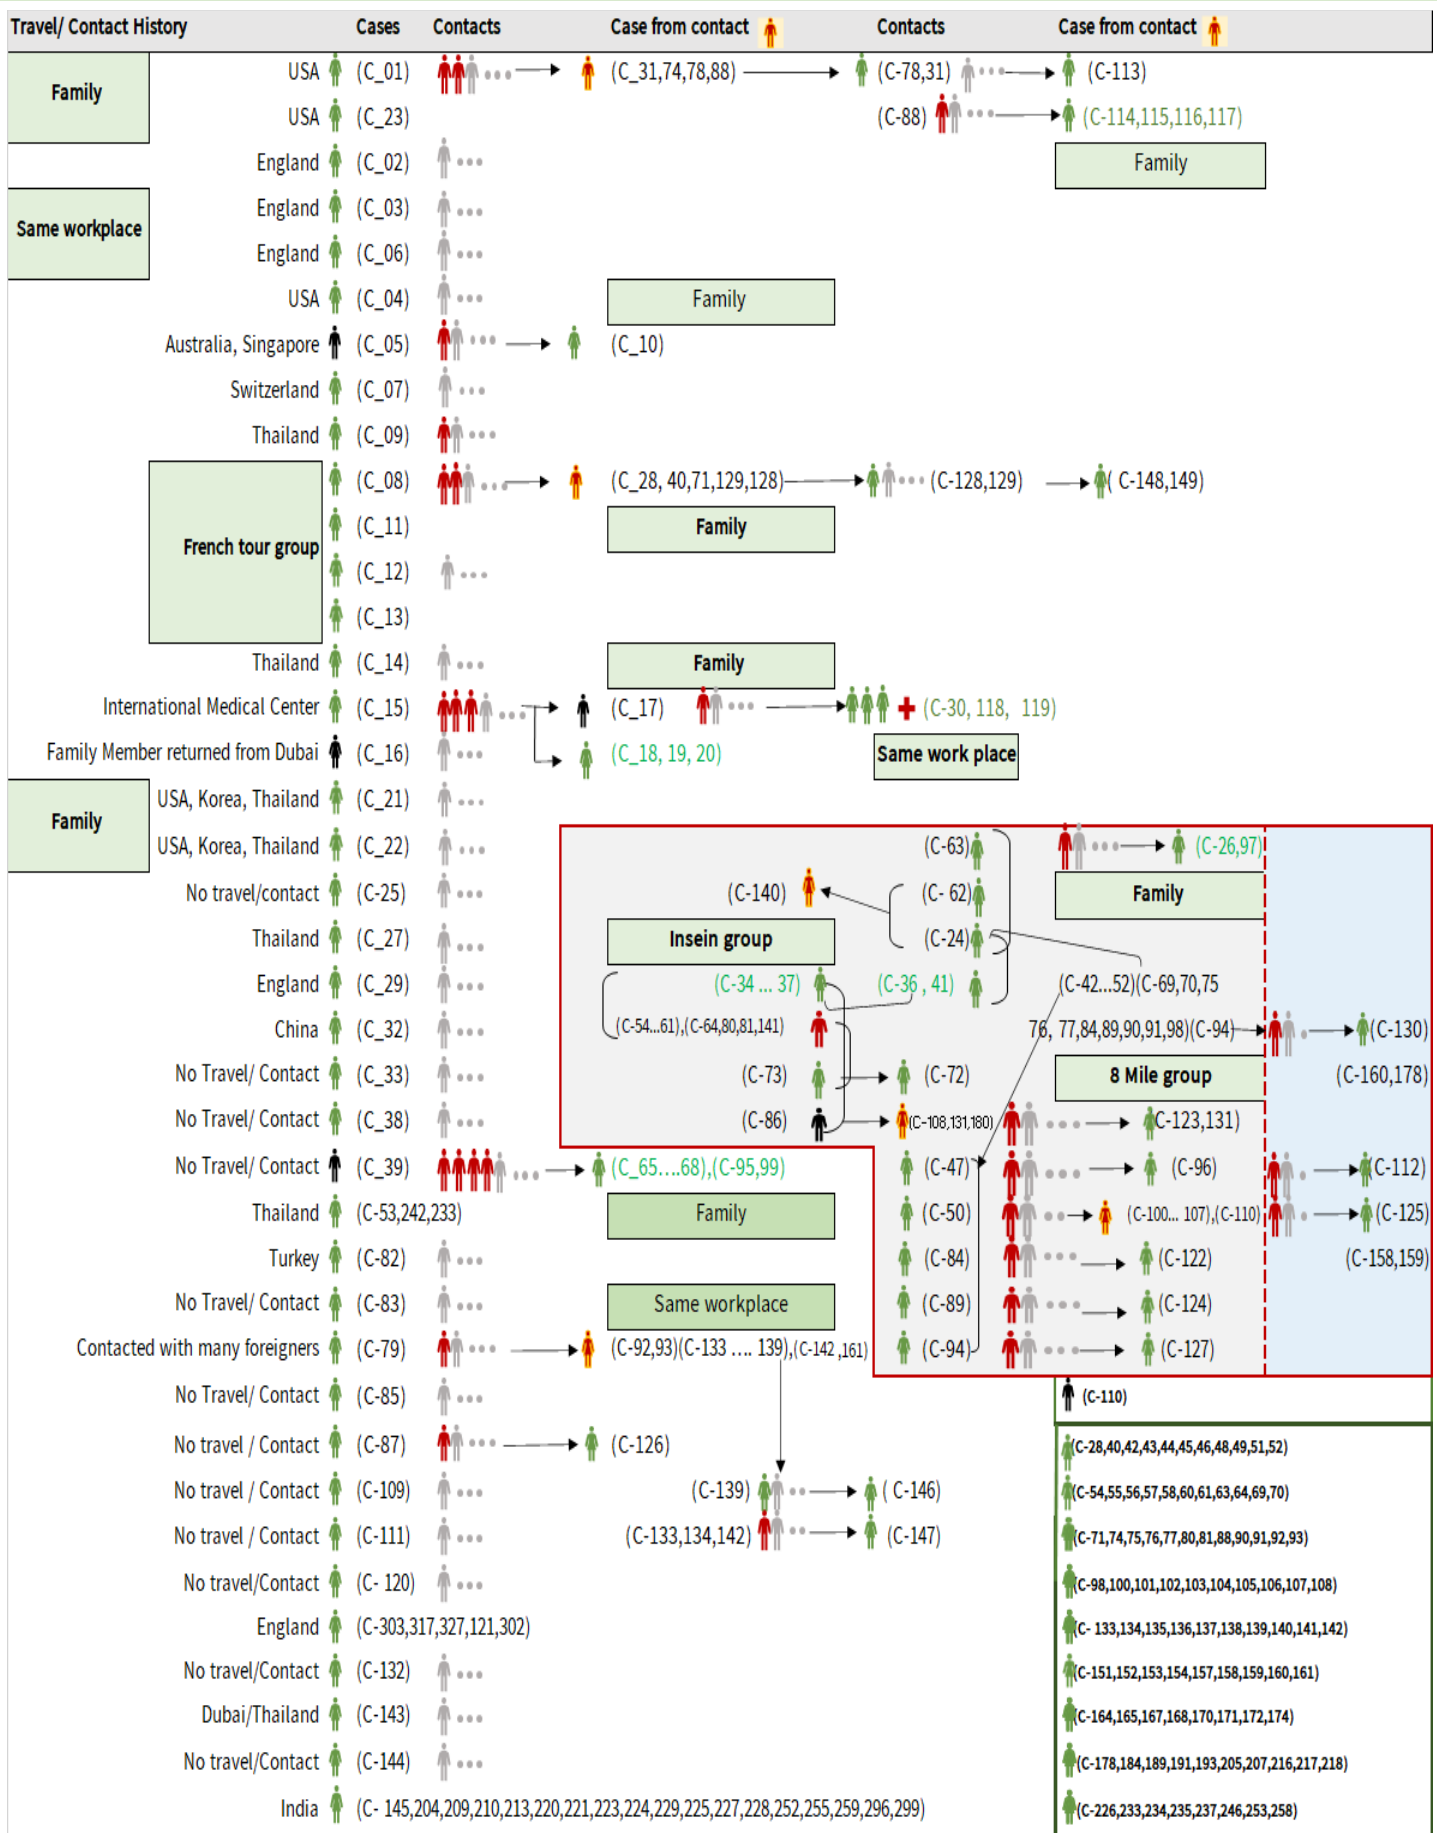 Travel/ Contact History Cases Contacts Case from contact Contacts Case from contact
Family
USA (C_01) (C_31,74,78,88) (C-78,31) (C-113)
USA (C_23) (C-88) (C-114,115,116,117)
England (C_02) Family
Same workplace
England (C_03)
England (C_06)
USA (C_04) Family
Australia, Singapore (C_05) (C_10)
Switzerland (C_07)
Thailand (C_09)
French tour group
(C_08) (C_28, 40,71,129,128) (C-128,129) ( C-148,149)
(C_11) Family
(C_12)
(C_13)
Thailand (C_14) Family
International Medical Center (C_15) (C_17) (C-30, 118, 119)
Family Member returned from Dubai (C_16) (C_18, 19, 20) Same work place
Family
USA, Korea, Thailand (C_21)
USA, Korea, Thailand (C_22) (C-63) (C-26,97)
No travel/contact (C-25) (C-140) (C- 62) Family
Thailand (C_27) Insein group (C-24)
England (C_29) (C-34 ... 37) (C-36 , 41) (C-42...52)(C-69,70,75
China (C_32) (C-54...61),(C-64,80,81,141) 76, 77,84,89,90,91,98)(C-94) (C-130)
No Travel/ Contact (C_33) (C-73) (C-72) 8 Mile group (C-160,178)
No Travel/ Contact (C_38) (C-86) (C-108,131,180) C-123,131)
No Travel/ Contact (C_39) (C_65....68),(C-95,99) (C-47) (C-96) (C-112)
Thailand (C-53,242,233) Family (C-50) (C-100... 107),(C-110) (C-125)
Turkey (C-82) (C-84) (C-122) (C-158,159)
No Travel/ Contact (C-83) Same workplace (C-89) (C-124)
Contacted with many foreigners (C-79) (C-92,93)(C-133 .... 139),(C-142 ,161) (C-94) (C-127)
No Travel/ Contact (C-85) (C-110)
No travel / Contact (C-87) (C-126) (C-28,40,42,43,44,45,46,48,49,51,52)
No travel / Contact (C-109) (C-139) ( C-146) (C-54,55,56,57,58,60,61,63,64,69,70)
No travel / Contact (C-111) (C-133,134,142) (C-147) (C-71,74,75,76,77,80,81,88,90,91,92,93)
No travel/Contact (C- 120) (C-98,100,101,102,103,104,105,106,107,108)
England (C-303,317,327,121,302) (C- 133,134,135,136,137,138,139,140,141,142)
No travel/Contact (C-132) (C-151,152,153,154,157,158,159,160,161)
Dubai/Thailand (C-143) (C-164,165,167,168,170,171,172,174)
No travel/Contact (C-144) (C-178,184,189,191,193,205,207,216,217,218)
India (C- 145,204,209,210,213,220,221,223,224,229,225,227,228,252,255,259,296,299) (C-226,233,234,235,237,246,253,258)